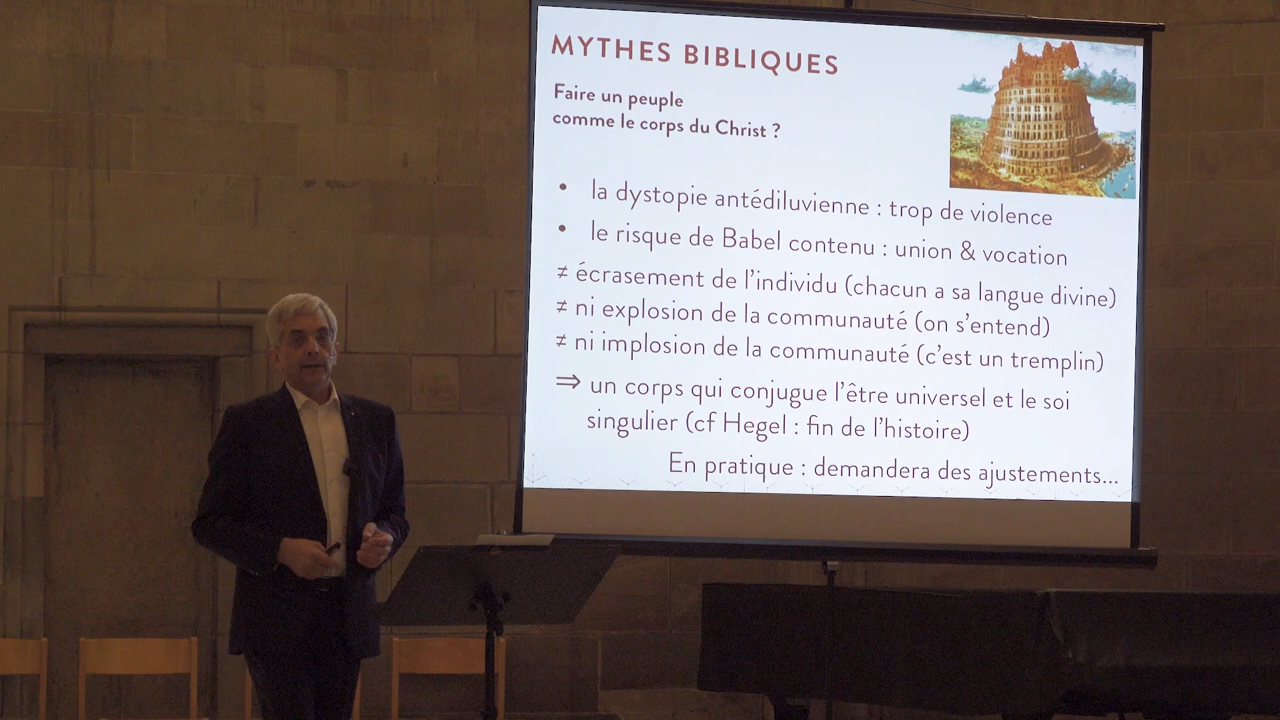 MYTHES BIBLIQUES
Faire un peuple
comme le corps du Christ ?
• la dystopie antédiluvienne : trop de violence
• le risque de Babel contenu : union & vocation
≠ écrasement de l'individu (chacun a sa langue divine)
≠ ni explosion de la communauté (on s'entend)
≠ ni implosion de la communauté (c'est un tremplin)
⇒ un corps qui conjugue l'être universel et le soi
singulier (cf Hegel : fin de l'histoire)
En pratique : demandera des ajustements...